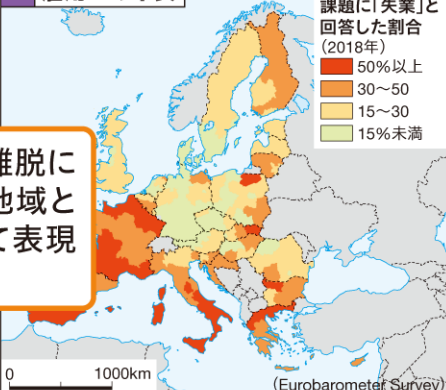 課題に「失業」と
回答した割合
(2018年)
50%以上
30～50
15～30
15%未満
離脱に
地域と
て表現
0 1000km
(Eurobarometer Survey)